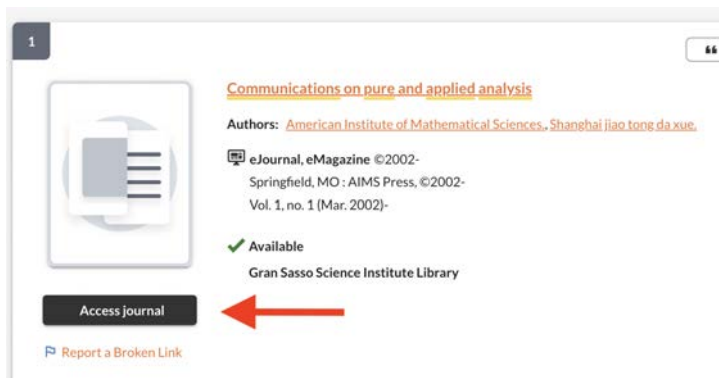 1
Communications on pure and applied analysis
Authors: American Institute of Mathematical Sciences., Shanghai jiao tong da xue.
eJournal, eMagazine ©2002-
Springfield, MO : AIMS Press, ©2002-
Vol. 1, no. 1 (Mar. 2002)-
Available
Gran Sasso Science Institute Library
Access journal
Report a Broken Link